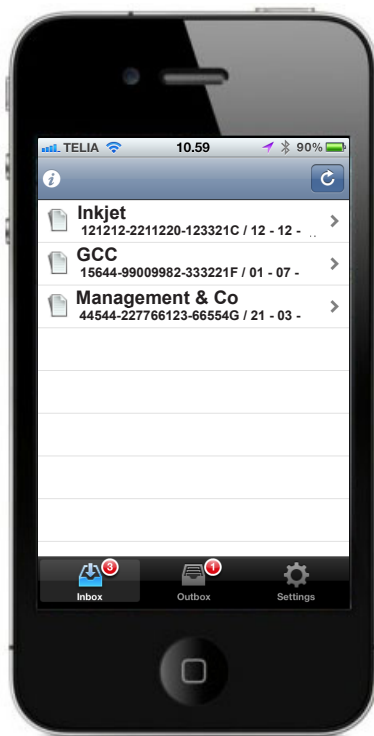 TELIA 10.59 90%
i
Inkjet
121212-2211220-123321C / 12 - 12 - ..
GCC
15644-99009982-333221F / 01 - 07 -
Management & Co
44544-227766123-66554G / 21 - 03 -
3 1
Inbox Outbox Settings